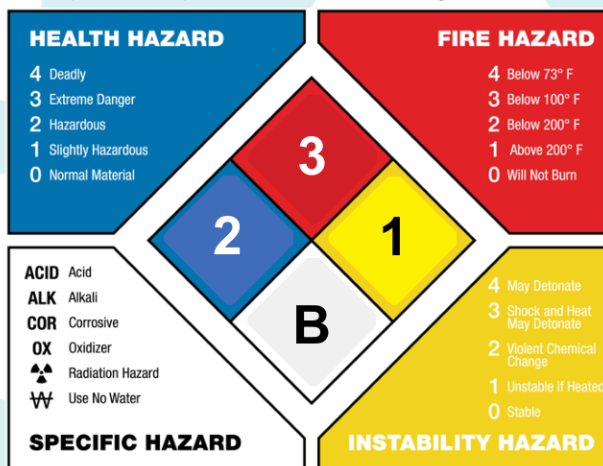 HEALTH HAZARD
4 Deadly
3 Extreme Danger
2 Hazardous
1 Slightly Hazardous
0 Normal Material
FIRE HAZARD
4 Below 73° F
3 Below 100° F
2 Below 200° F
1 Above 200° F
0 Will Not Burn
3
2
1
B
ACID Acid
ALK Alkali
COR Corrosive
OX Oxidizer
Radiation Hazard
W Use No Water
SPECIFIC HAZARD
4 May Detonate
3 Shock and Heat
May Detonate
2 Violent Chemical
Change
1 Unstable if Heated
0 Stable
INSTABILITY HAZARD